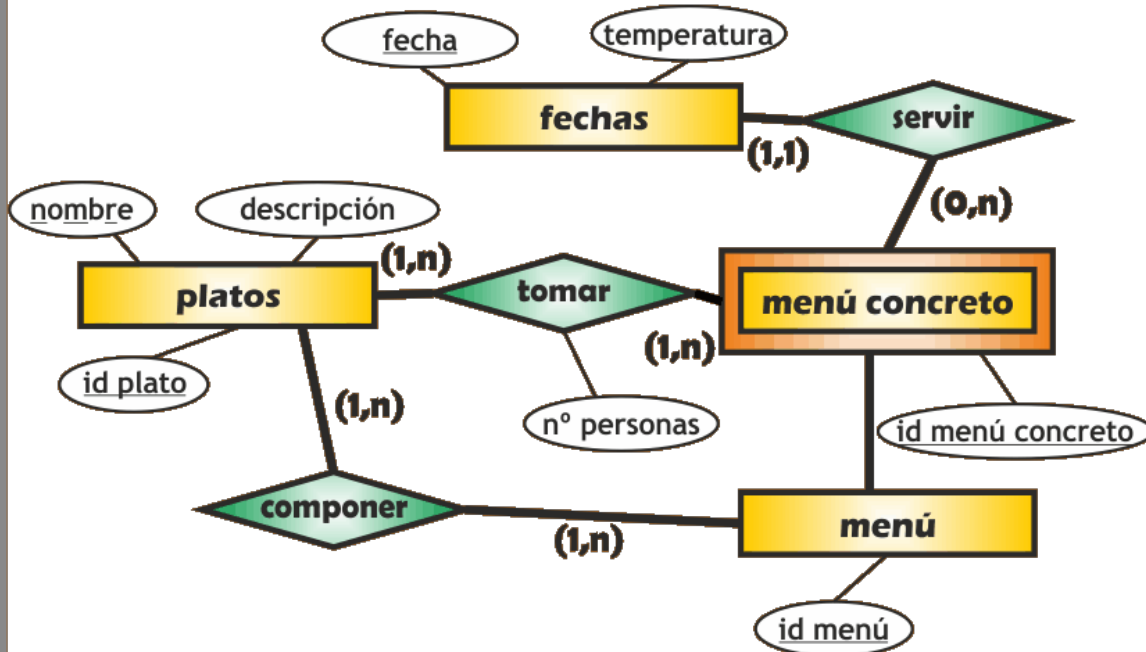 fecha
temperatura
fechas
servir
(1,1)
(0,n)
nombre
descripción
(1,n)
platos
tomar
menú concreto
(1,n)
id plato
(1,n)
nº personas
id menú concreto
componer
(1,n)
menú
id menú